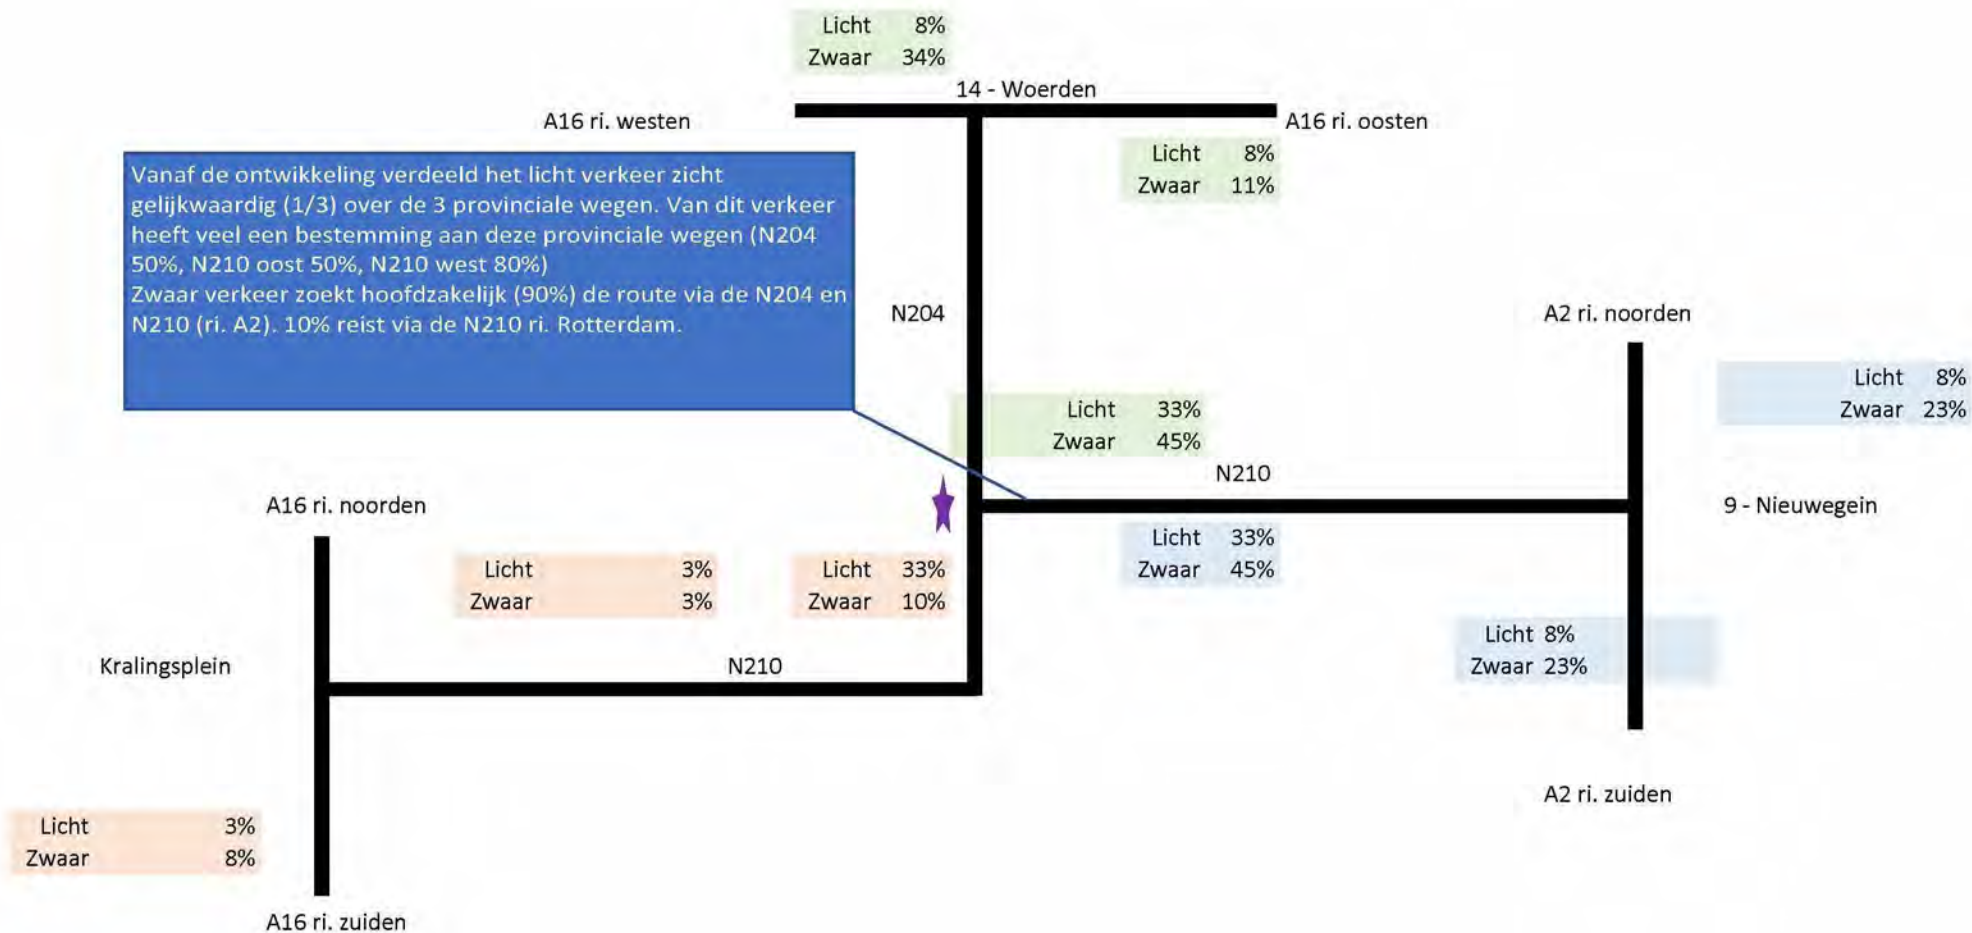 Licht 8%
Zwaar 34%
14 - Woerden
A16 ri. westen
A16 ri. oosten
Licht 8%
Zwaar 11%
Vanaf de ontwikkeling verdeeld het licht verkeer zicht
gelijkwaardig (1/3) over de 3 provinciale wegen. Van dit verkeer
heeft veel een bestemming aan deze provinciale wegen (N204
50%, N210 oost 50%, N210 west 80%)
Zwaar verkeer zoekt hoofdzakelijk (90%) de route via de N204 en
N210 (ri. A2). 10% reist via de N210 ri. Rotterdam.
N204
A2 ri. noorden
Licht 8%
Zwaar 23%
Licht 33%
Zwaar 45%
N210
A16 ri. noorden
9 - Nieuwegein
Licht 33%
Zwaar 45%
Licht 3%
Zwaar 3%
Licht 33%
Zwaar 10%
Licht 8%
Zwaar 23%
Kralingsplein
N210
A2 ri. zuiden
Licht 3%
Zwaar 8%
A16 ri. zuiden